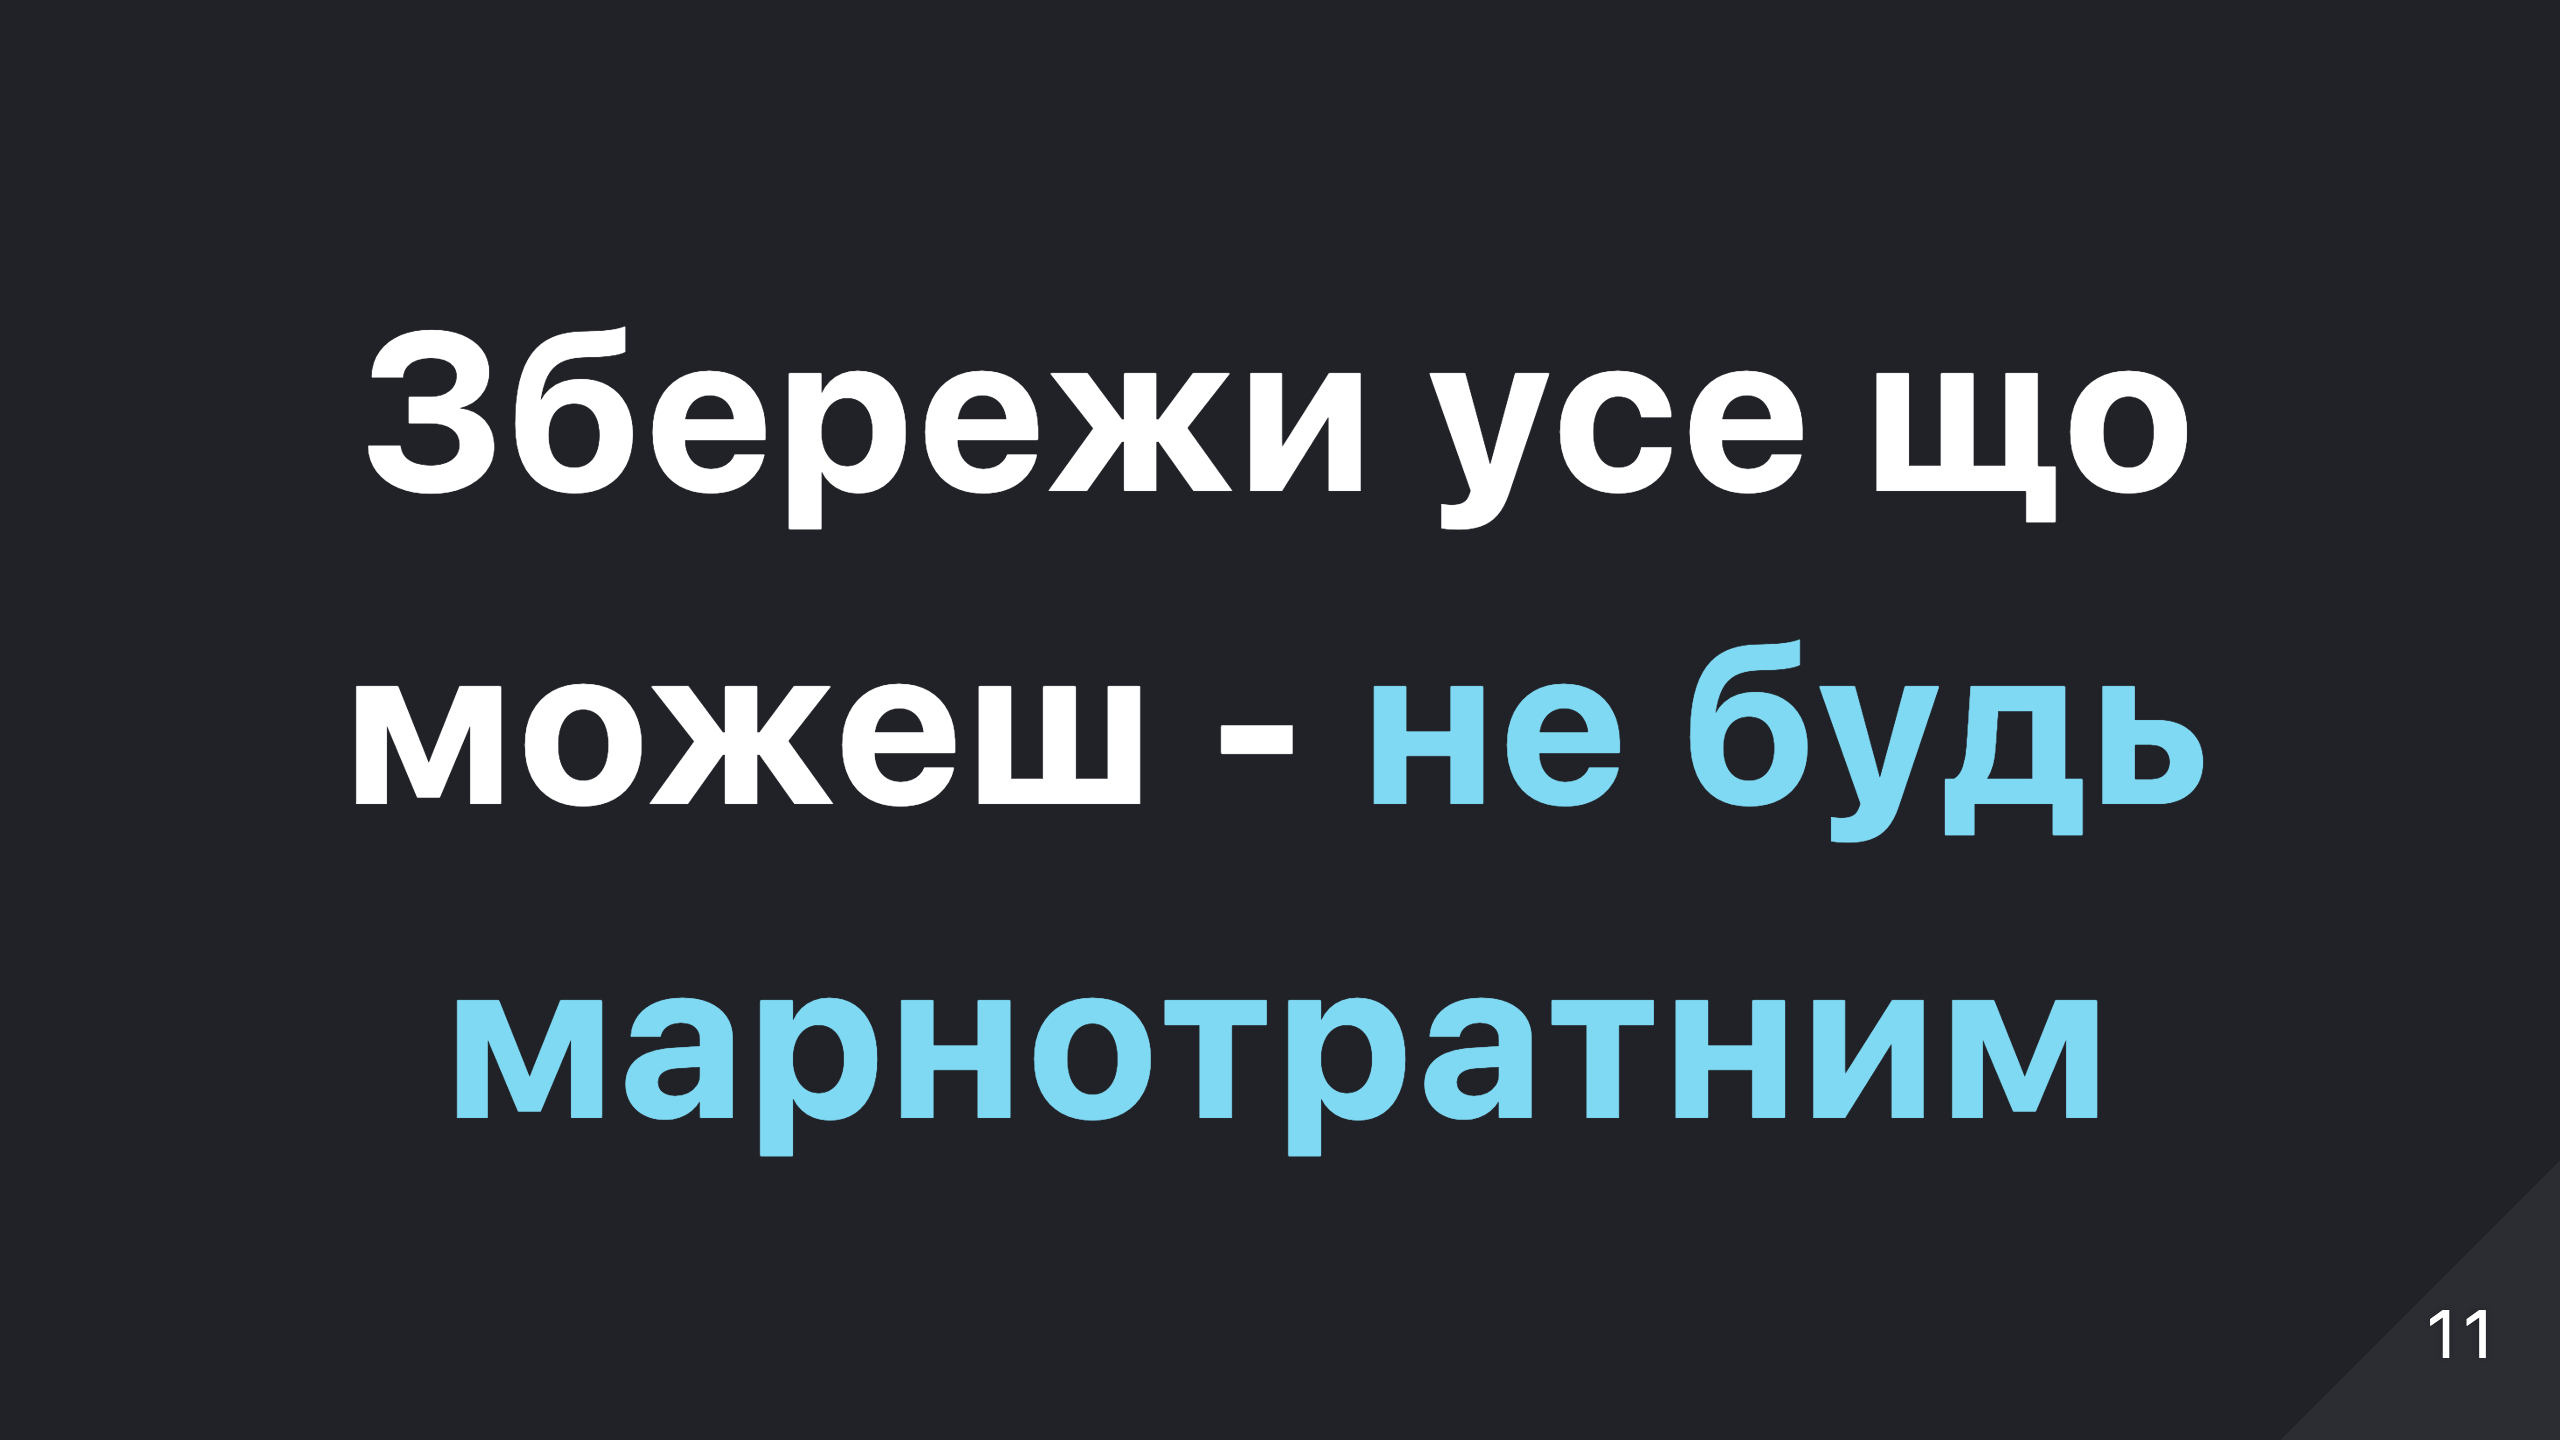 Збережи усе що
можеш - не будь
марнотратним
11